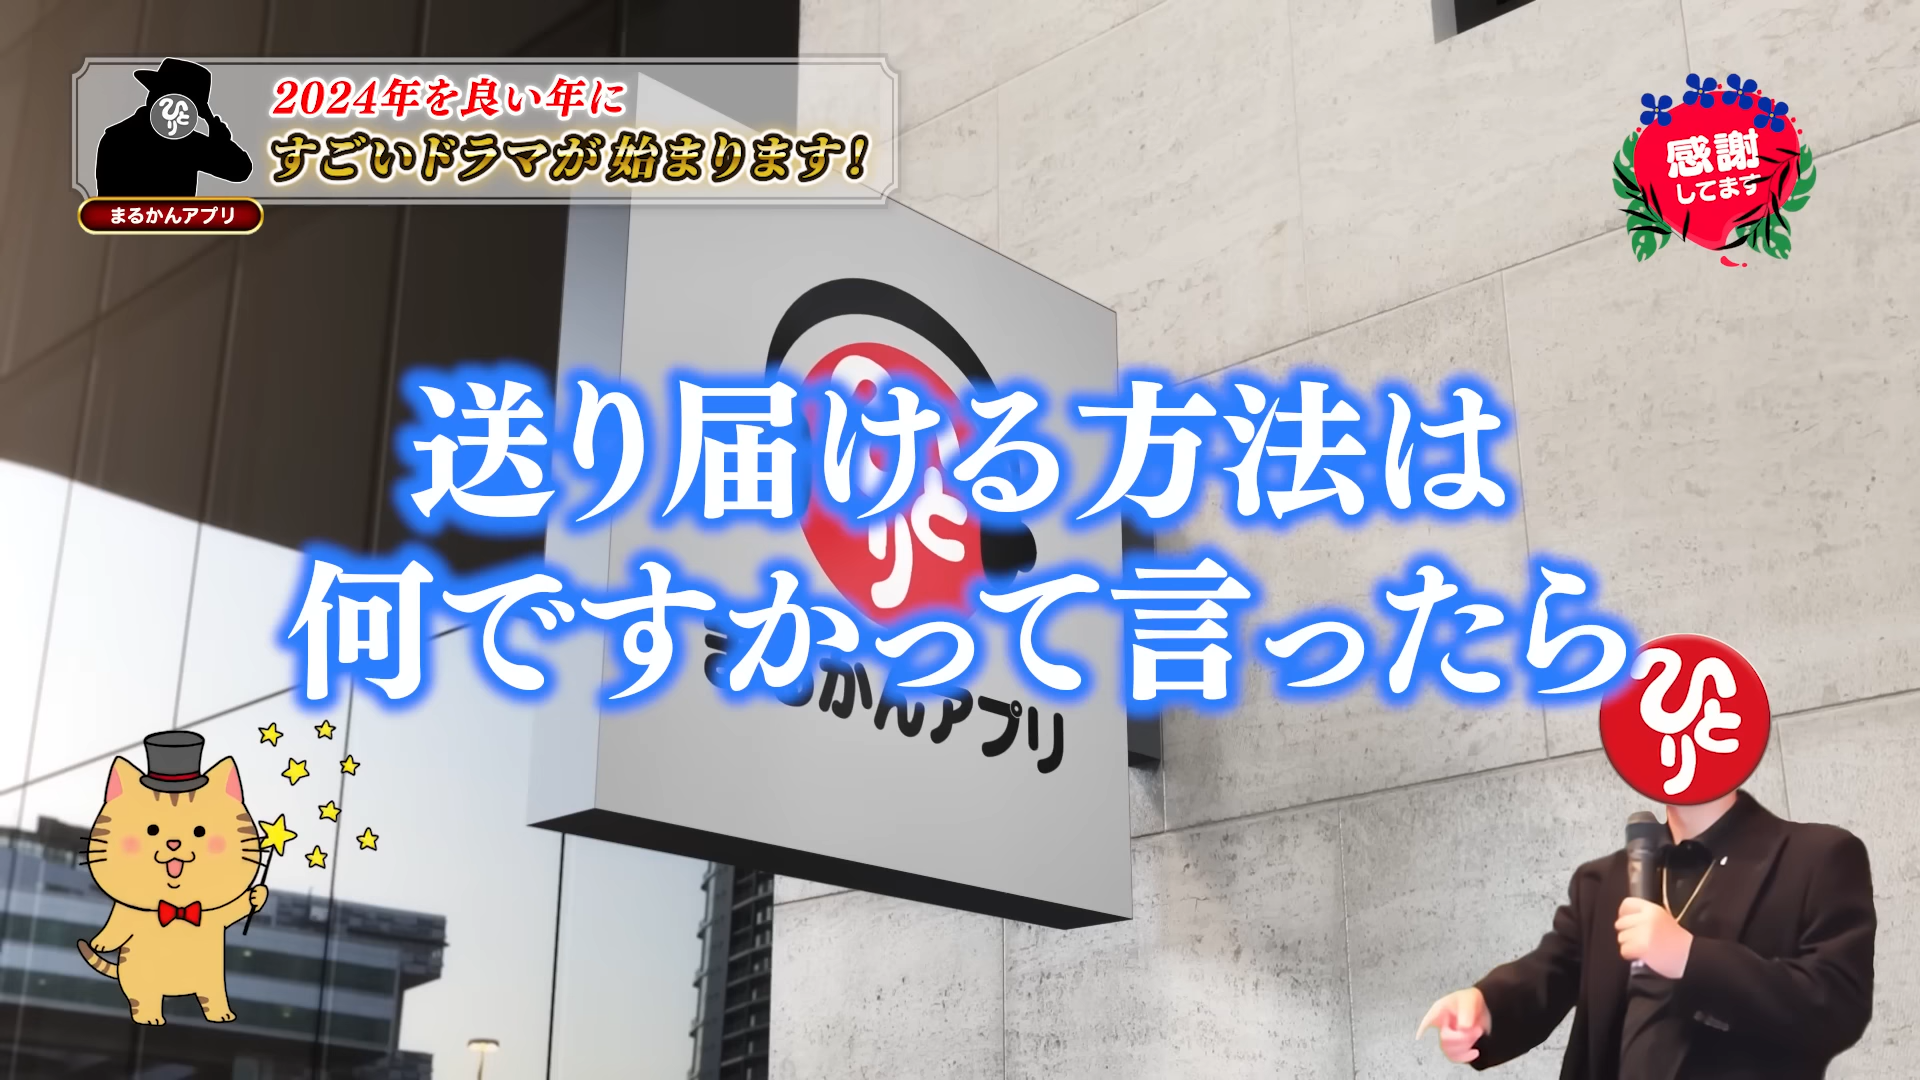 2024年を良い年に
すごいドラマが始まります！
ひとり
まるかんアプリ
感謝
してます
送り届ける方法は
何ですかって言ったら
ひとり
まるかんアプリ
ひとり